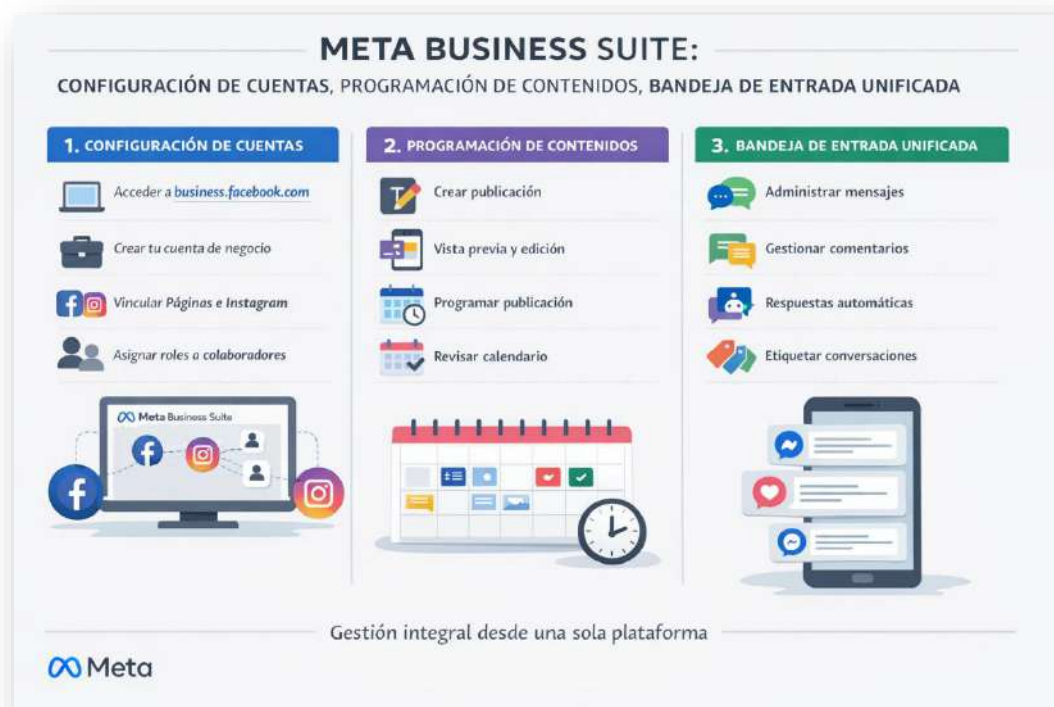 META BUSINESS SUITE:
CONFIGURACIÓN DE CUENTAS, PROGRAMACIÓN DE CONTENIDOS, BANDEJA DE ENTRADA UNIFICADA
1. CONFIGURACIÓN DE CUENTAS
Acceder a business.facebook.com
Crear tu cuenta de negocio
Vincular Páginas e Instagram
Asignar roles a colaboradores
Meta Business Suite
2. PROGRAMACIÓN DE CONTENIDOS
Crear publicación
Vista previa y edición
Programar publicación
Revisar calendario
3. BANDEJA DE ENTRADA UNIFICADA
Administrar mensajes
Gestionar comentarios
Respuestas automáticas
Etiquetar conversaciones
Gestión integral desde una sola plataforma
Meta